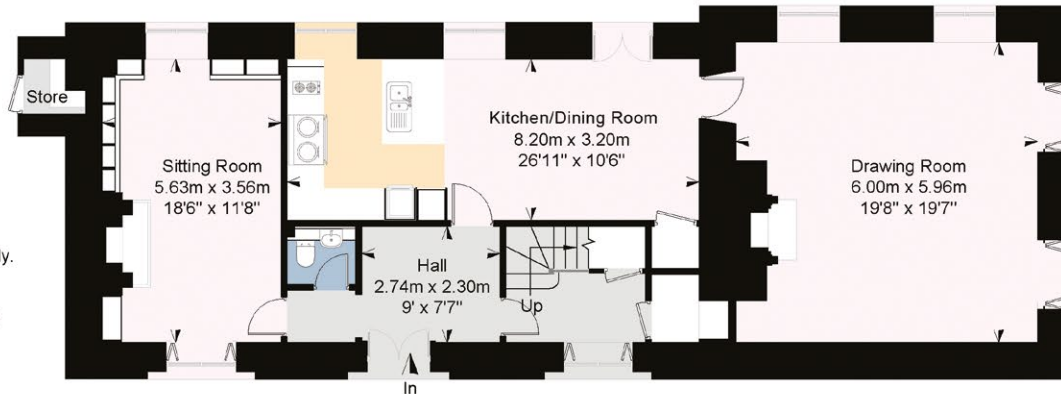 Store
Sitting Room
5.63m x 3.56m
18'6" x 11'8"
Kitchen/Dining Room
8.20m x 3.20m
26'11" x 10'6"
Drawing Room
6.00m x 5.96m
19'8" x 19'7"
Hall
2.74m x 2.30m
9' x 7'7"
Up
In